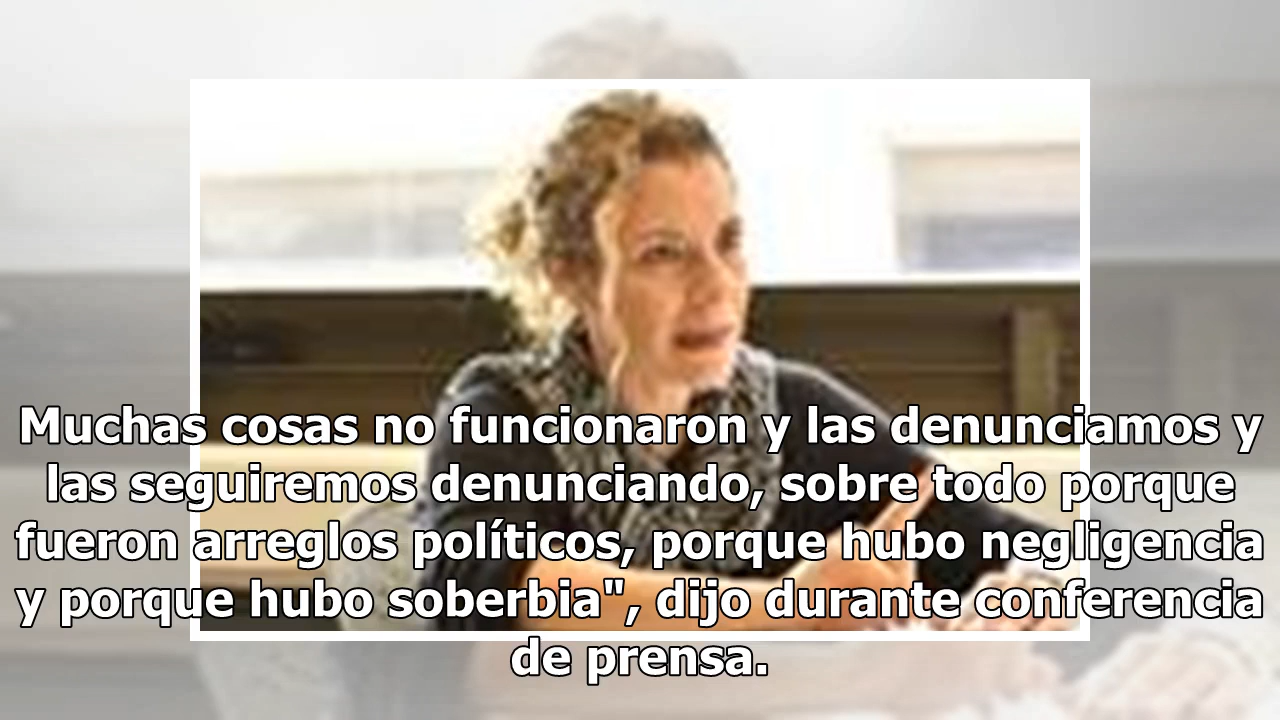 Muchas cosas no funcionaron y las denunciamos y
las seguiremos denunciando, sobre todo porque
fueron arreglos políticos, porque hubo negligencia
y porque hubo soberbia", dijo durante conferencia
de prensa.